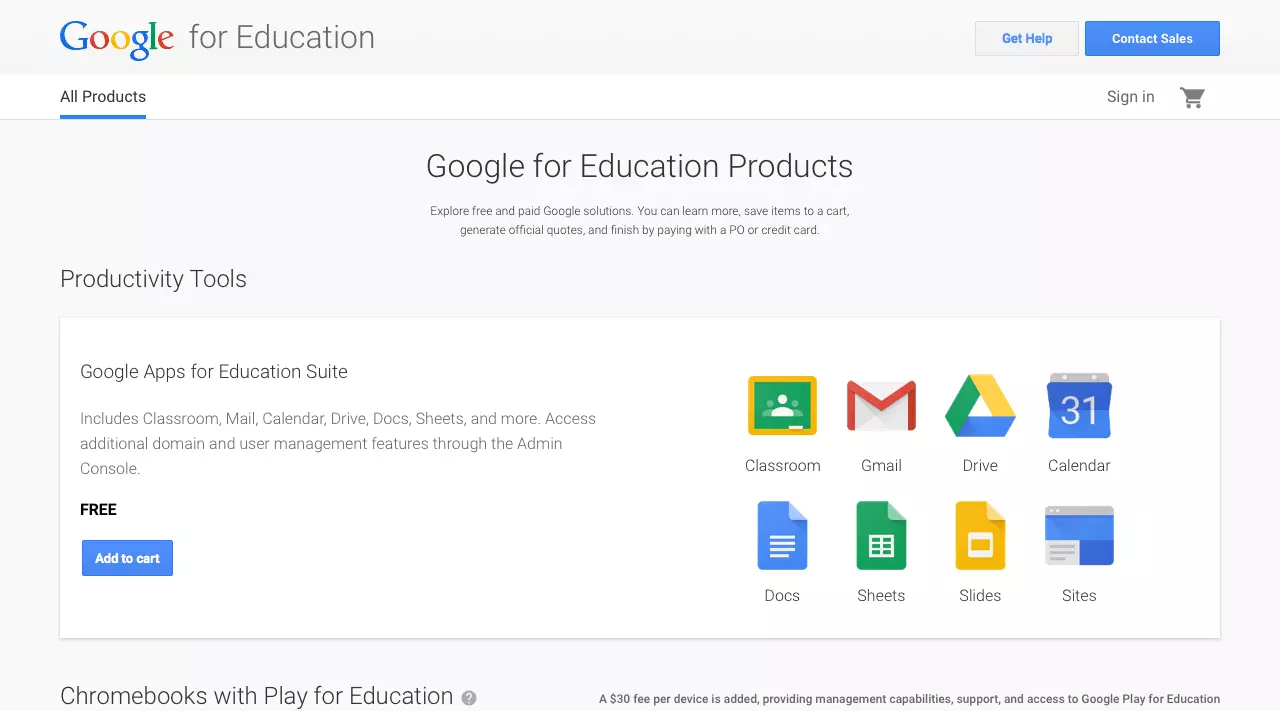 Google for Education
Get Help
Contact Sales
All Products
Sign in
Google for Education Products
Explore free and paid Google solutions. You can learn more, save items to a cart,
generate official quotes, and finish by paying with a PO or credit card.
Productivity Tools
Google Apps for Education Suite
Includes Classroom, Mail, Calendar, Drive, Docs, Sheets, and more. Access
additional domain and user management features through the Admin
Console.
FREE
Add to cart
31
Classroom
Gmail
Drive
Calendar
Docs
Sheets
Slides
Sites
Chromebooks with Play for Education ?
A $30 fee per device is added, providing management capabilities, support, and access to Google Play for Education